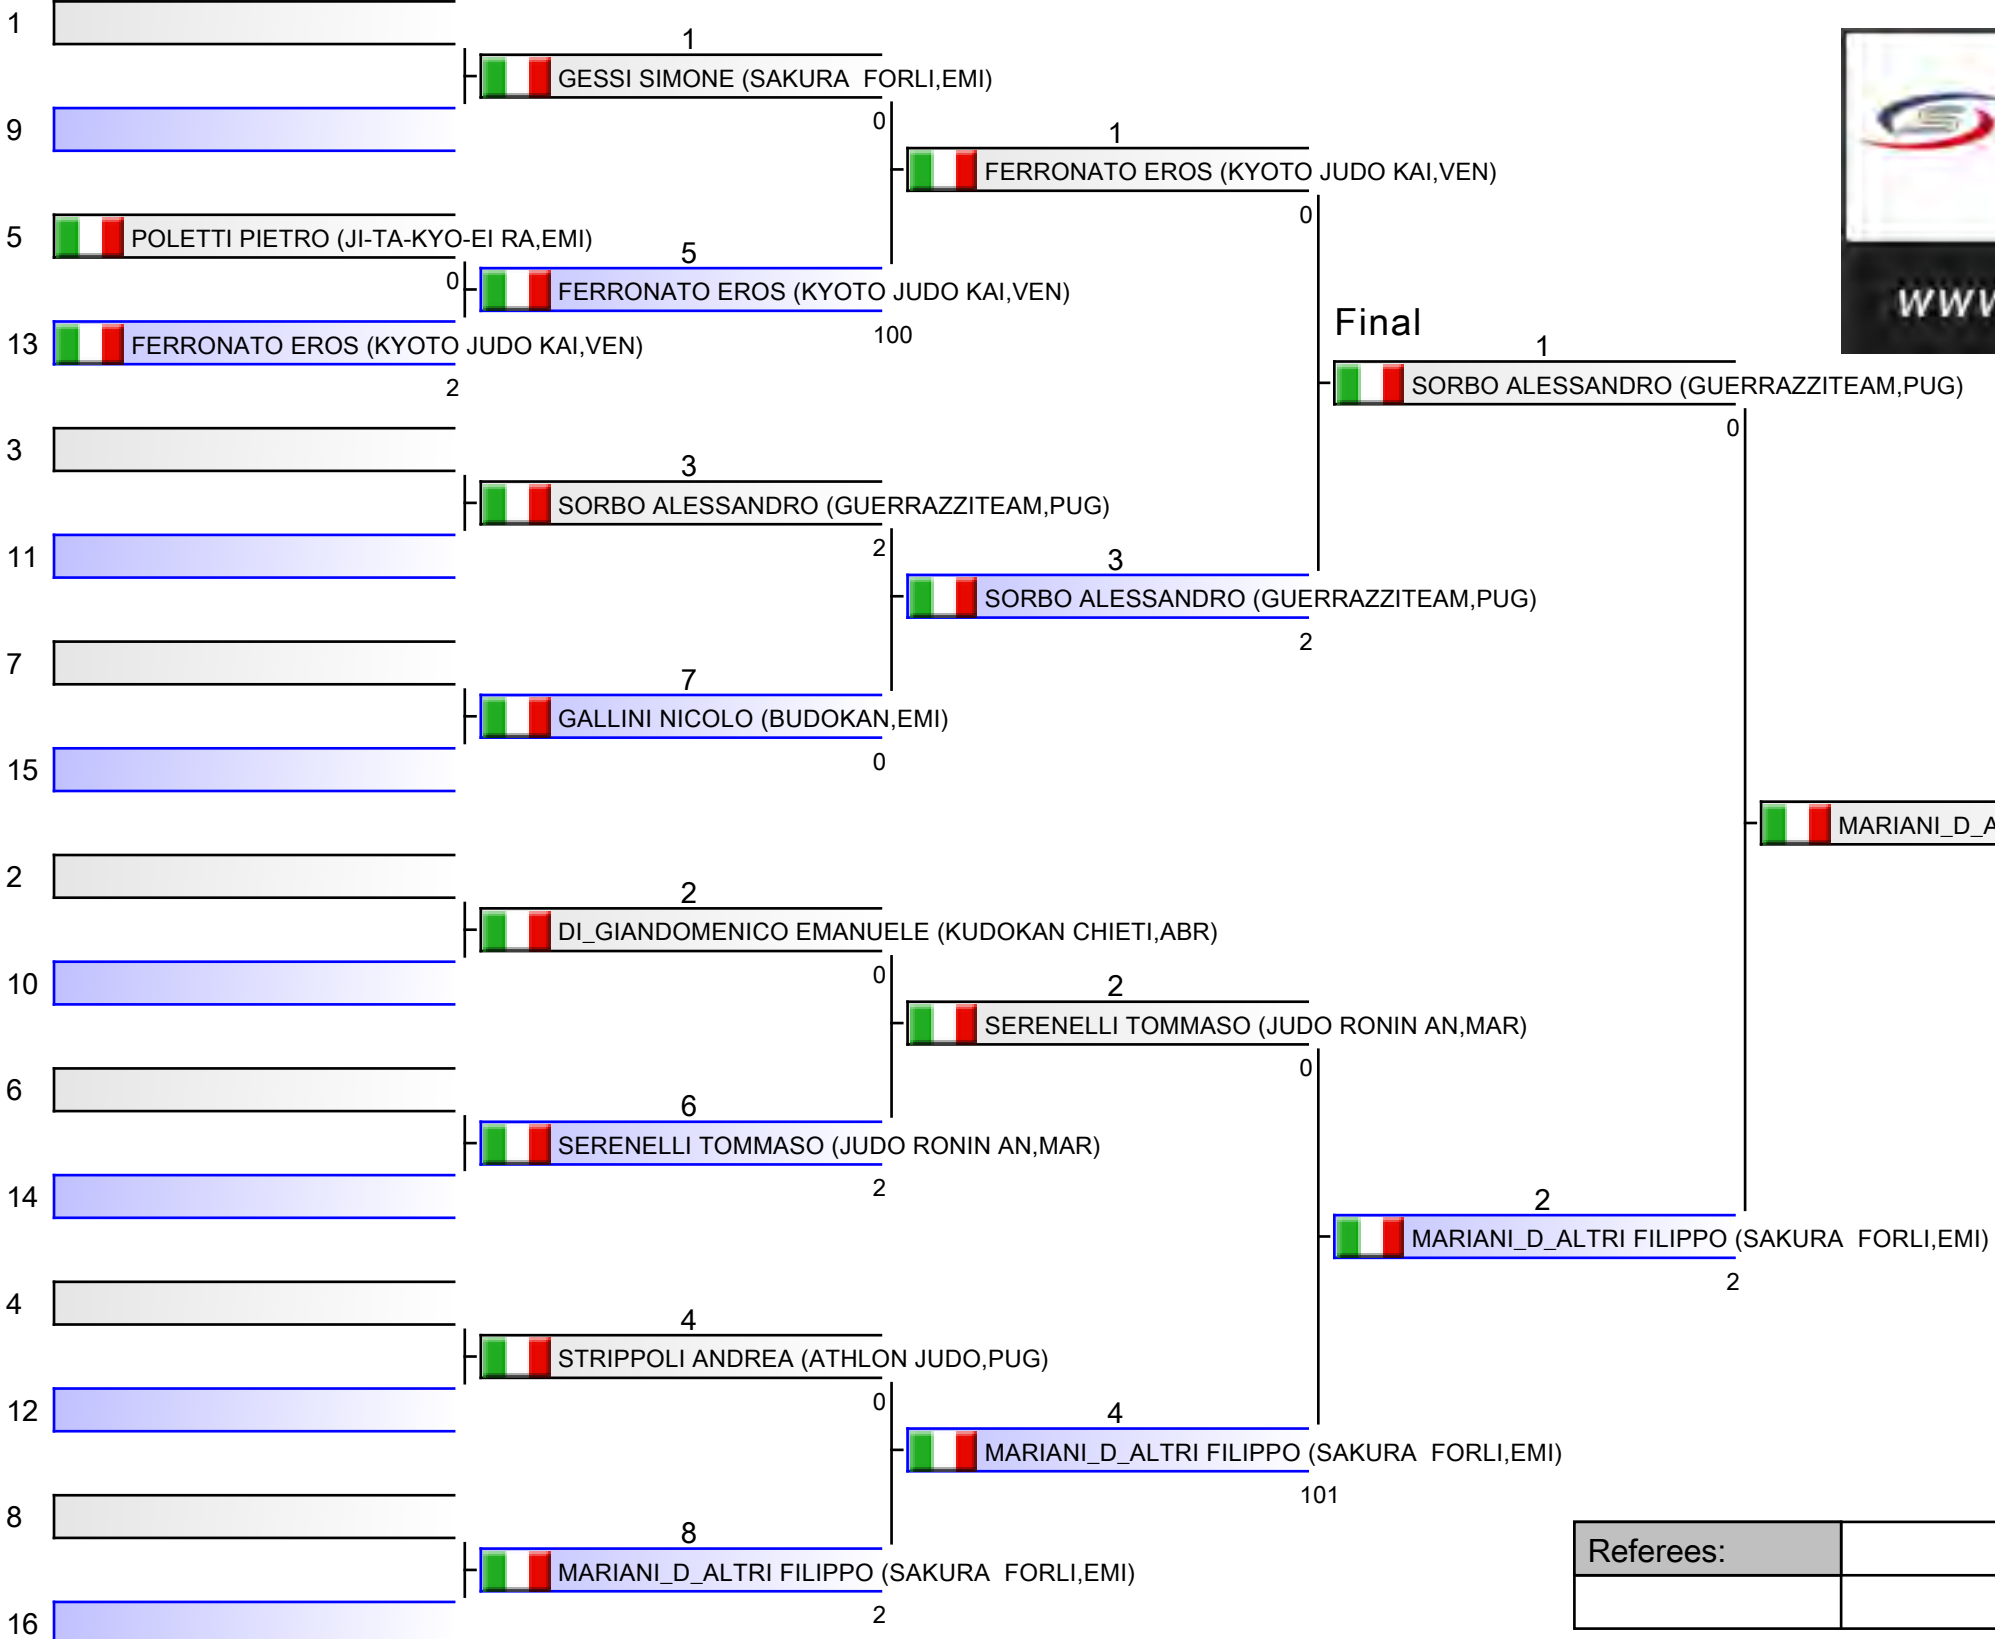 1
1
GESSI SIMONE (SAKURA  FORLI,EMI)
0
9
1
FERRONATO EROS (KYOTO JUDO KAI,VEN)
0
5
POLETTI PIETRO (JI-TA-KYO-EI RA,EMI)
0
5
FERRONATO EROS (KYOTO JUDO KAI,VEN)
100
13
FERRONATO EROS (KYOTO JUDO KAI,VEN)
2
www
Final
1
SORBO ALESSANDRO (GUERRAZZITEAM,PUG)
0
3
3
SORBO ALESSANDRO (GUERRAZZITEAM,PUG)
2
11
3
SORBO ALESSANDRO (GUERRAZZITEAM,PUG)
2
7
7
GALLINI NICOLO (BUDOKAN,EMI)
0
15
MARIANI_D_A
2
2
DI_GIANDOMENICO EMANUELE (KUDOKAN CHIETI,ABR)
0
10
2
SERENELLI TOMMASO (JUDO RONIN AN,MAR)
0
6
6
SERENELLI TOMMASO (JUDO RONIN AN,MAR)
2
14
2
MARIANI_D_ALTRI FILIPPO (SAKURA  FORLI,EMI)
2
4
4
STRIPPOLI ANDREA (ATHLON JUDO,PUG)
0
12
4
MARIANI_D_ALTRI FILIPPO (SAKURA  FORLI,EMI)
101
8
8
MARIANI_D_ALTRI FILIPPO (SAKURA  FORLI,EMI)
2
16
Referees: